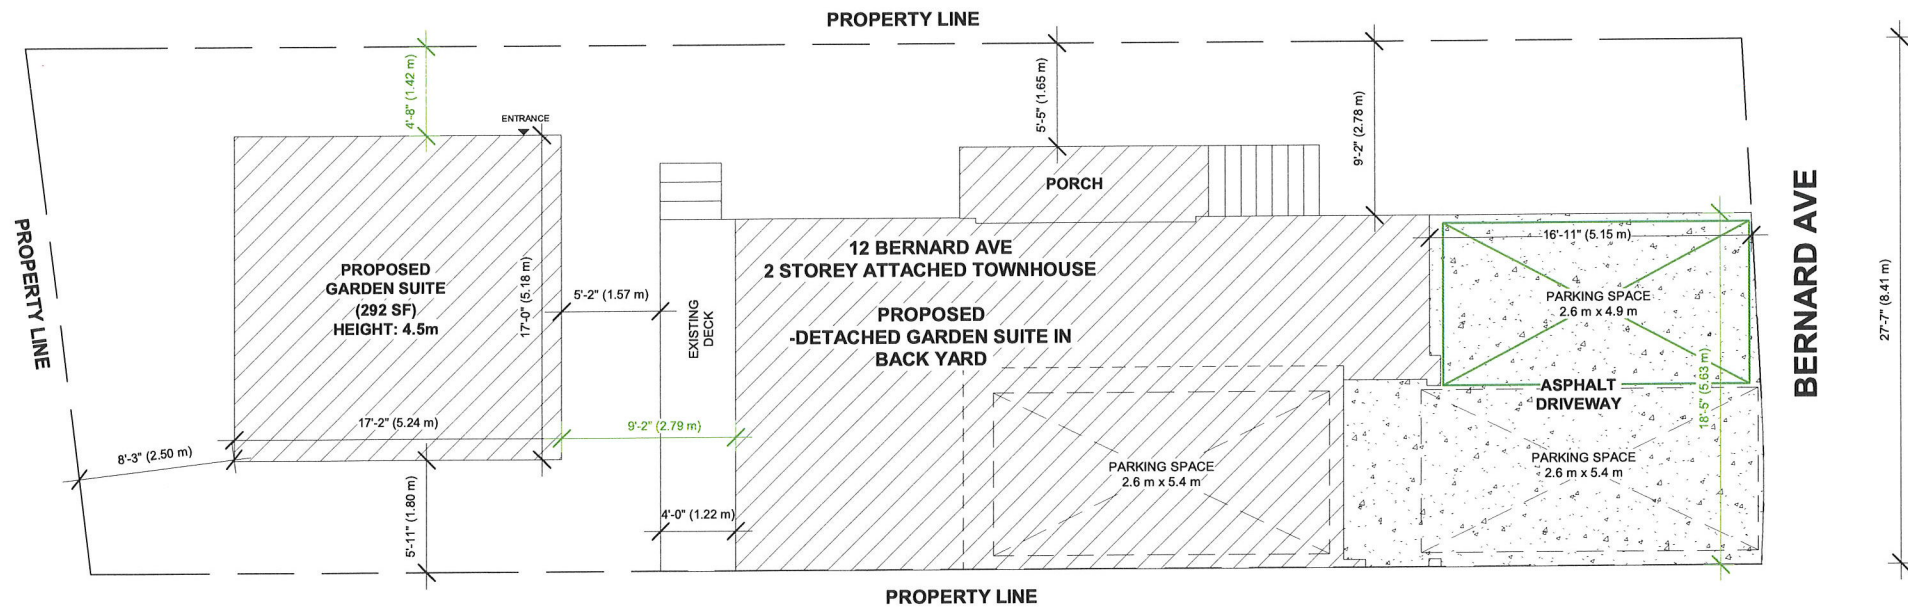 PROPERTY LINE
4'-8" (1.42 m)
5'-5" (1.65 m)
9'-2" (2.78 m)
ENTRANCE
PORCH
PROPERTY LINE
PROPOSED
GARDEN SUITE
(292 SF)
HEIGHT: 4.5m
17'-0" (5.18 m)
5'-2" (1.57 m)
EXISTING
DECK
12 BERNARD AVE
2 STOREY ATTACHED TOWNHOUSE
PROPOSED
-DETACHED GARDEN SUITE IN
BACK YARD
16'-11" (5.15 m)
PARKING SPACE
2.6 m x 4.9 m
BERNARD AVE
27'-7" (8.41 m)
ASPHALT
DRIVEWAY
18'-5" (5.63 m)
17'-2" (5.24 m)
9'-2" (2.79 m)
8'-3" (2.50 m)
PARKING SPACE
2.6 m x 5.4 m
PARKING SPACE
2.6 m x 5.4 m
5'-11" (1.80 m)
4'-0" (1.22 m)
PROPERTY LINE